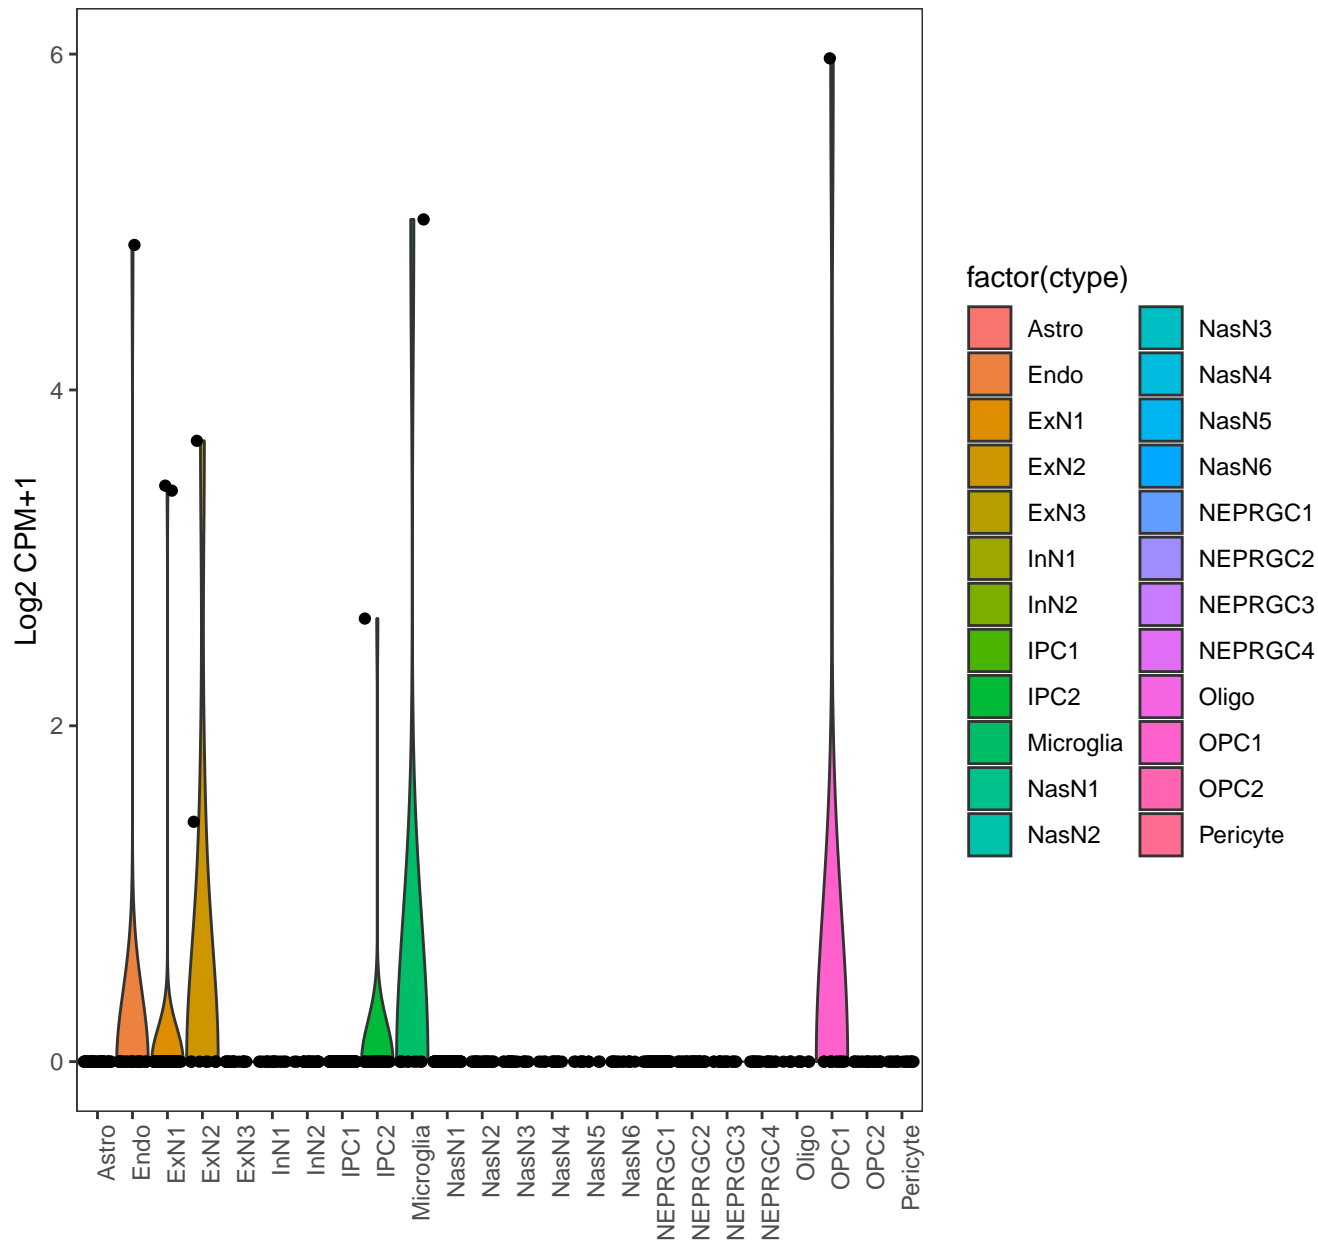 6
4
2
0
Log2 CPM+1
Astro
Endo
ExN1
ExN2
ExN3
InN1
InN2
IPC1
IPC2
Microglia
NasN1
NasN2
NasN3
NasN4
NasN5
NasN6
NEPRGC1
NEPRGC2
NEPRGC3
NEPRGC4
Oligo
OPC1
OPC2
Pericyte
factor(ctype)
Astro
Endo
ExN1
ExN2
ExN3
InN1
InN2
IPC1
IPC2
Microglia
NasN1
NasN2
NasN3
NasN4
NasN5
NasN6
NEPRGC1
NEPRGC2
NEPRGC3
NEPRGC4
Oligo
OPC1
OPC2
Pericyte